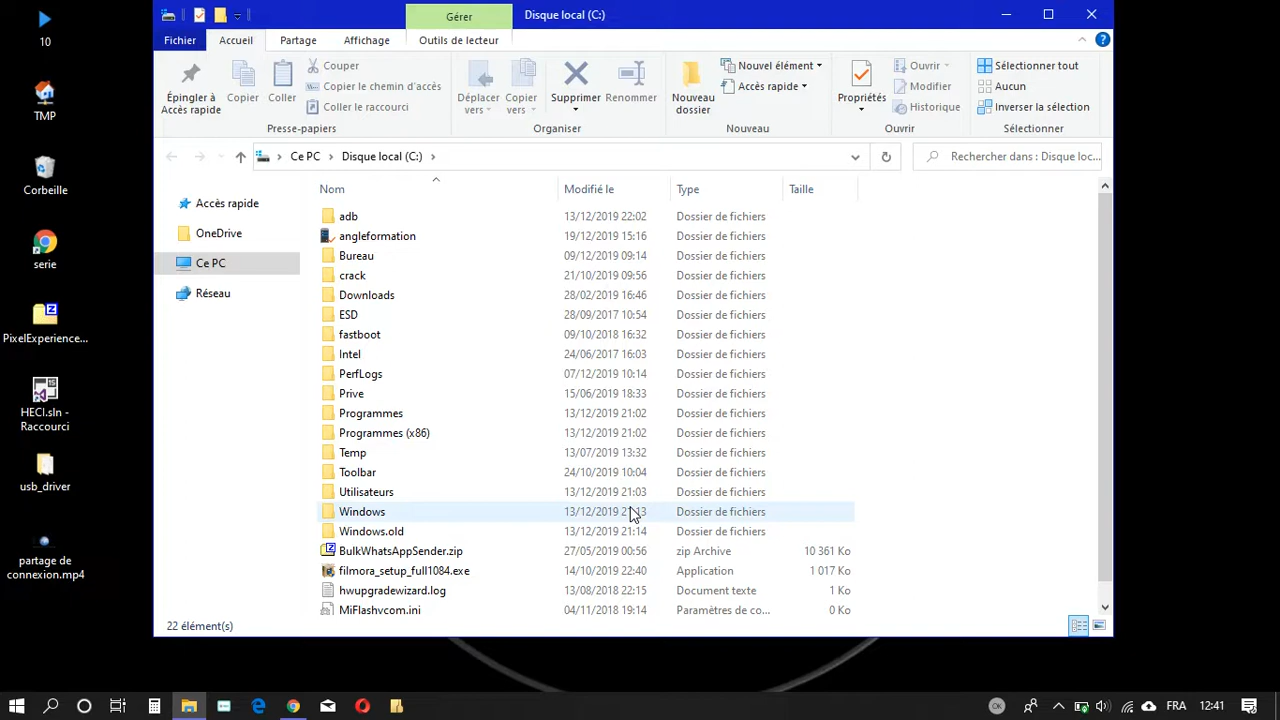 10
TMP
Corbeille
serie
PixelExperience...
HECI.sln -
Raccourci
usb_driver
partage de
connexion.mp4
Gérer
Disque local (C:)
Fichier
Accueil
Partage
Affichage
Outils de lecteur
Épingler à
Accès rapide
Copier
Coller
Couper
Copier le chemin d'accès
Coller le raccourci
Presse-papiers
Déplacer
vers
Copier
vers
Supprimer
Renommer
Organiser
Nouveau
dossier
Nouvel élément
Accès rapide
Nouveau
Propriétés
Ouvrir
Modifier
Historique
Ouvrir
Sélectionner tout
Aucun
Inverser la sélection
Sélectionner
Ce PC
Disque local (C:)
Rechercher dans : Disque loc...
Accès rapide
OneDrive
Ce PC
Réseau
Nom Modifié le Type Taille
adb 13/12/2019 22:02 Dossier de fichiers
angleformation 19/12/2019 15:16 Dossier de fichiers
Bureau 09/12/2019 09:14 Dossier de fichiers
crack 21/10/2019 09:56 Dossier de fichiers
Downloads 28/02/2019 16:46 Dossier de fichiers
ESD 28/09/2017 10:54 Dossier de fichiers
fastboot 09/10/2018 16:32 Dossier de fichiers
Intel 24/06/2017 16:03 Dossier de fichiers
PerfLogs 07/12/2019 10:14 Dossier de fichiers
Prive 15/06/2019 18:33 Dossier de fichiers
Programmes 13/12/2019 21:02 Dossier de fichiers
Programmes (x86) 13/12/2019 21:02 Dossier de fichiers
Temp 13/07/2019 13:32 Dossier de fichiers
Toolbar 24/10/2019 10:04 Dossier de fichiers
Utilisateurs 13/12/2019 21:03 Dossier de fichiers
Windows 13/12/2019 Dossier de fichiers
Windows.old 13/12/2019 21:14 Dossier de fichiers
BulkWhatsAppSender.zip 27/05/2019 00:56 zip Archive 10 361 Ko
filmora_setup_full1084.exe 14/10/2019 22:40 Application 1 017 Ko
hwupgradewizard.log 13/08/2018 22:15 Document texte 1 Ko
MiFlashvcom.ini 04/11/2018 19:14 Paramètres de co... 0 Ko
22 élément(s)
OK
FRA
12:41